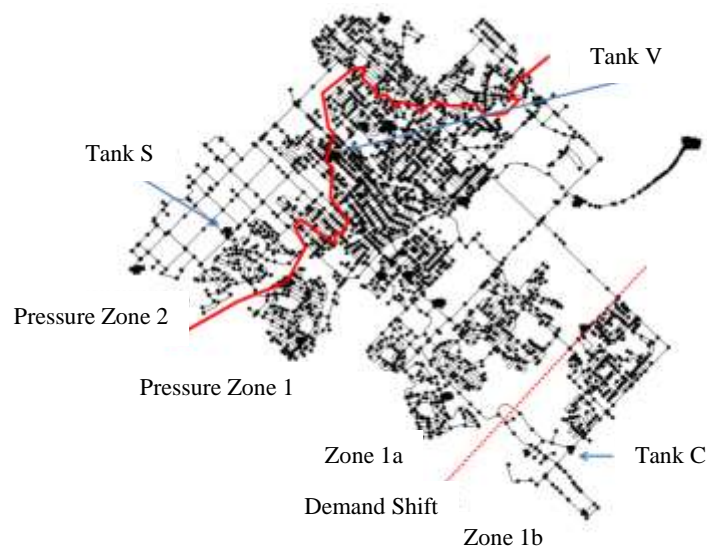 Tank V
Tank S
Pressure Zone 2
Pressure Zone 1
Zone 1a
Tank C
Demand Shift
Zone 1b